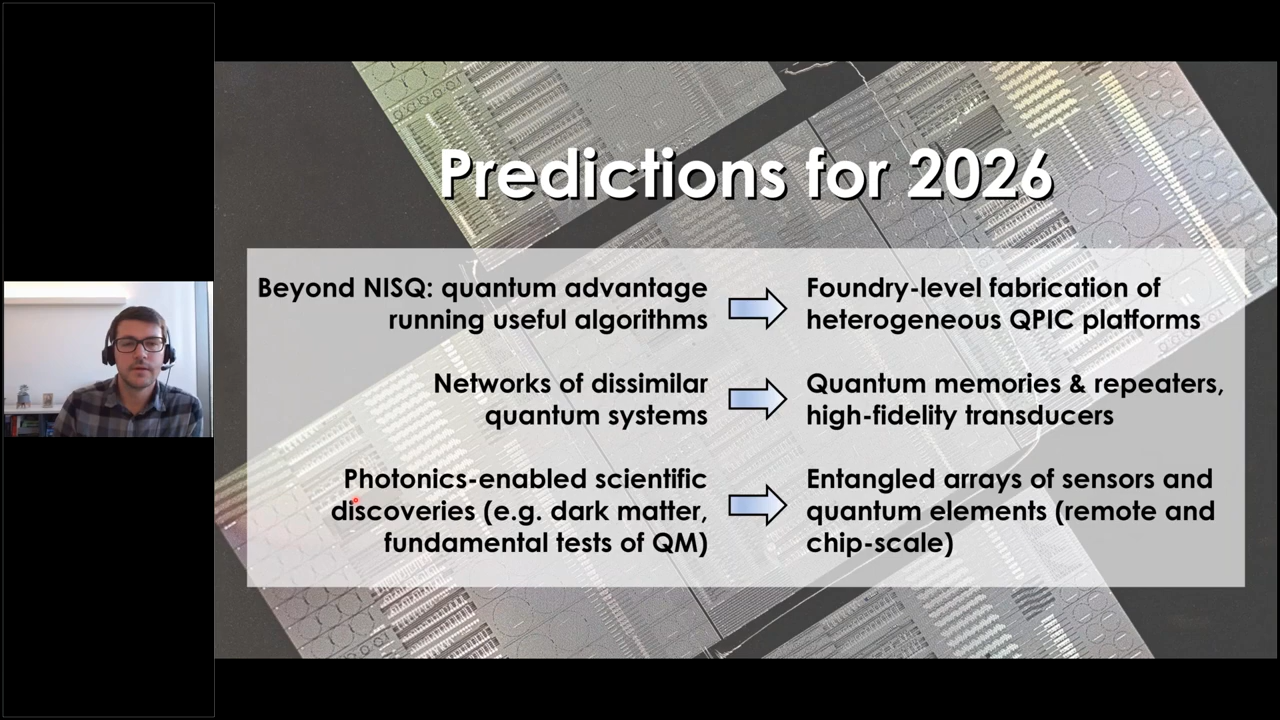 Predictions for 2026
Beyond NISQ: quantum advantage
running useful algorithms
Foundry-level fabrication of
heterogeneous QPIC platforms
Networks of dissimilar
quantum systems
Quantum memories & repeaters,
high-fidelity transducers
Photonics-enabled scientific
discoveries (e.g. dark matter,
fundamental tests of QM)
Entangled arrays of sensors and
quantum elements (remote and
chip-scale)